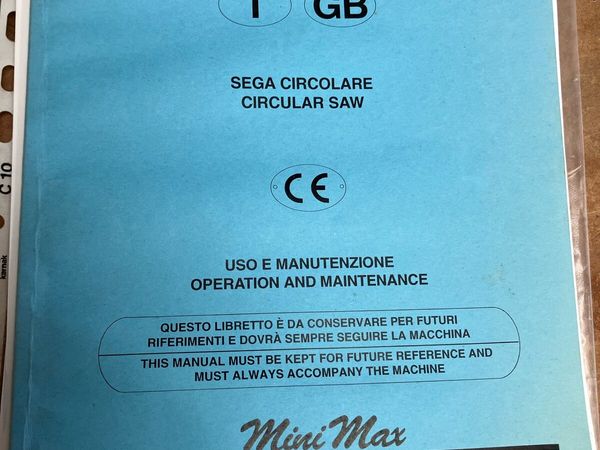 I GB
SEGA CIRCOLARE
CIRCULAR SAW
CE
C 10
karnak
USO E MANUTENZIONE
OPERATION AND MAINTENANCE
QUESTO LIBRETTO È DA CONSERVARE PER FUTURI
RIFERIMENTI E DOVRÀ SEMPRE SEGUIRE LA MACCHINA
THIS MANUAL MUST BE KEPT FOR FUTURE REFERENCE AND
MUST ALWAYS ACCOMPANY THE MACHINE
MiniMax